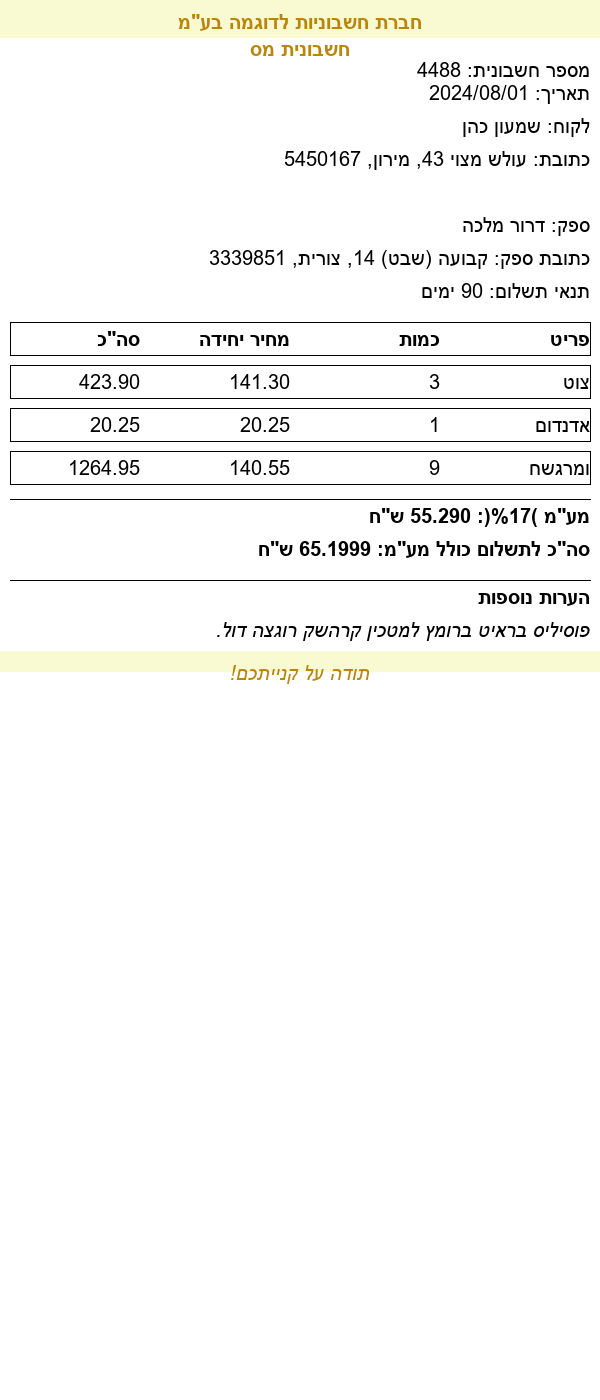 חברת חשבוניות לדוגמה בע"מ
חשבונית מס
מספר חשבונית: 4488
תאריך: 2024/08/01
לקוח: שמעון כהן
כתובת: עולש מצוי 43, מירון, 5450167
ספק: דרור מלכה
כתובת ספק: קבועה (שבט) 14, צורית, 3339851
תנאי תשלום: 90 ימים
פריט כמות מחיר יחידה סה"כ
צוט 3 141.30 423.90
אדנדום 1 20.25 20.25
ומרגשח 9 140.55 1264.95
מע"מ )17%(: 55.290 ש"ח
סה"כ לתשלום כולל מע"מ: 65.1999 ש"ח
הערות נוספות
פוסיליס בראיט ברומץ למטכין קרהשק רוגצה דול.
תודה על קנייתכם!